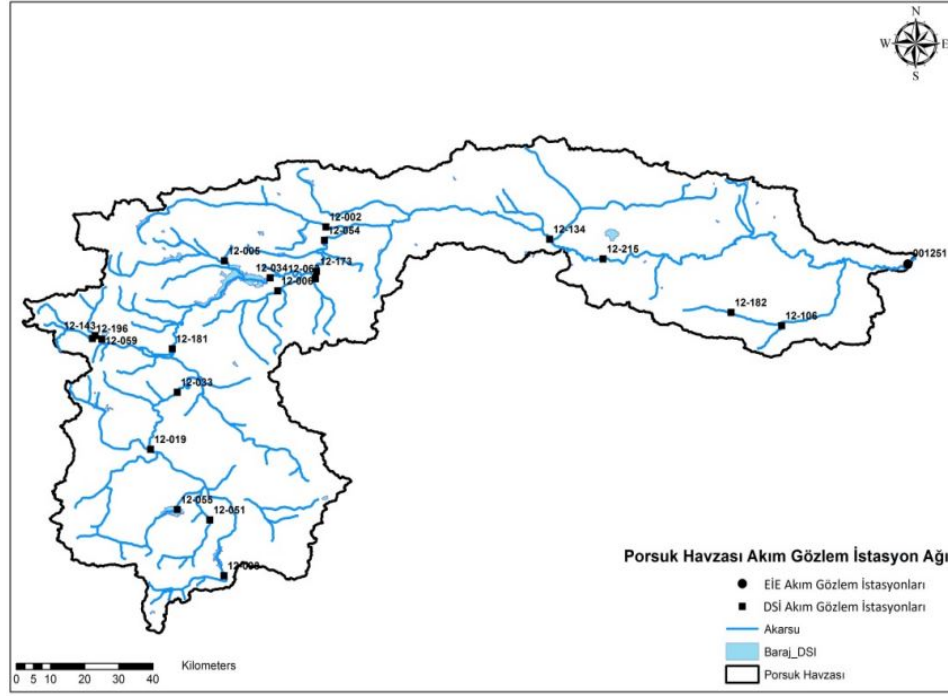 N
W E
S
12-002
12-054
12-134
12-005
12-173
12-215
12-034
001251
12-006
12-182
12-106
12-143
12-196
12-059
12-181
12-033
12-019
12-055
12-051
Porsuk Havzası Akım Gözlem İstasyon Ağı
EİE Akım Gözlem İstasyonları
DSİ Akım Gözlem İstasyonları
Akarsu
Baraj_DSI
Porsuk Havzası
Kilometers
0 5 10 20 30 40